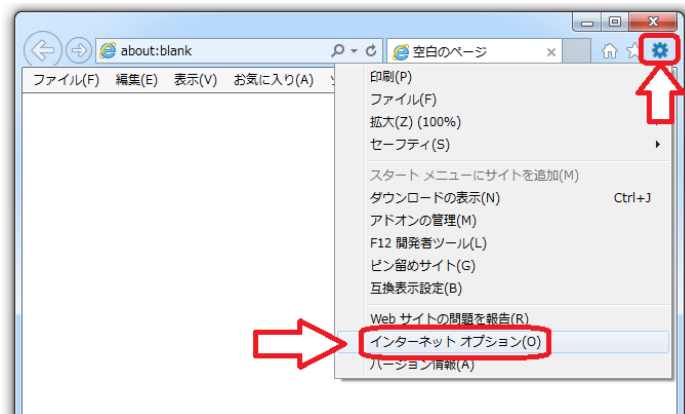 about:blank
空白のページ
ファイル(F) 編集(E) 表示(V) お気に入り(A)
印刷(P)
ファイル(F)
拡大(Z) (100%)
セーフティ(S)
スタート メニューにサイトを追加(M)
ダウンロードの表示(N) Ctrl+J
アドオンの管理(M)
F12 開発者ツール(L)
ピン留めサイト(G)
互換表示設定(B)
Web サイトの問題を報告(R)
インターネット オプション(O)
バージョン情報(A)